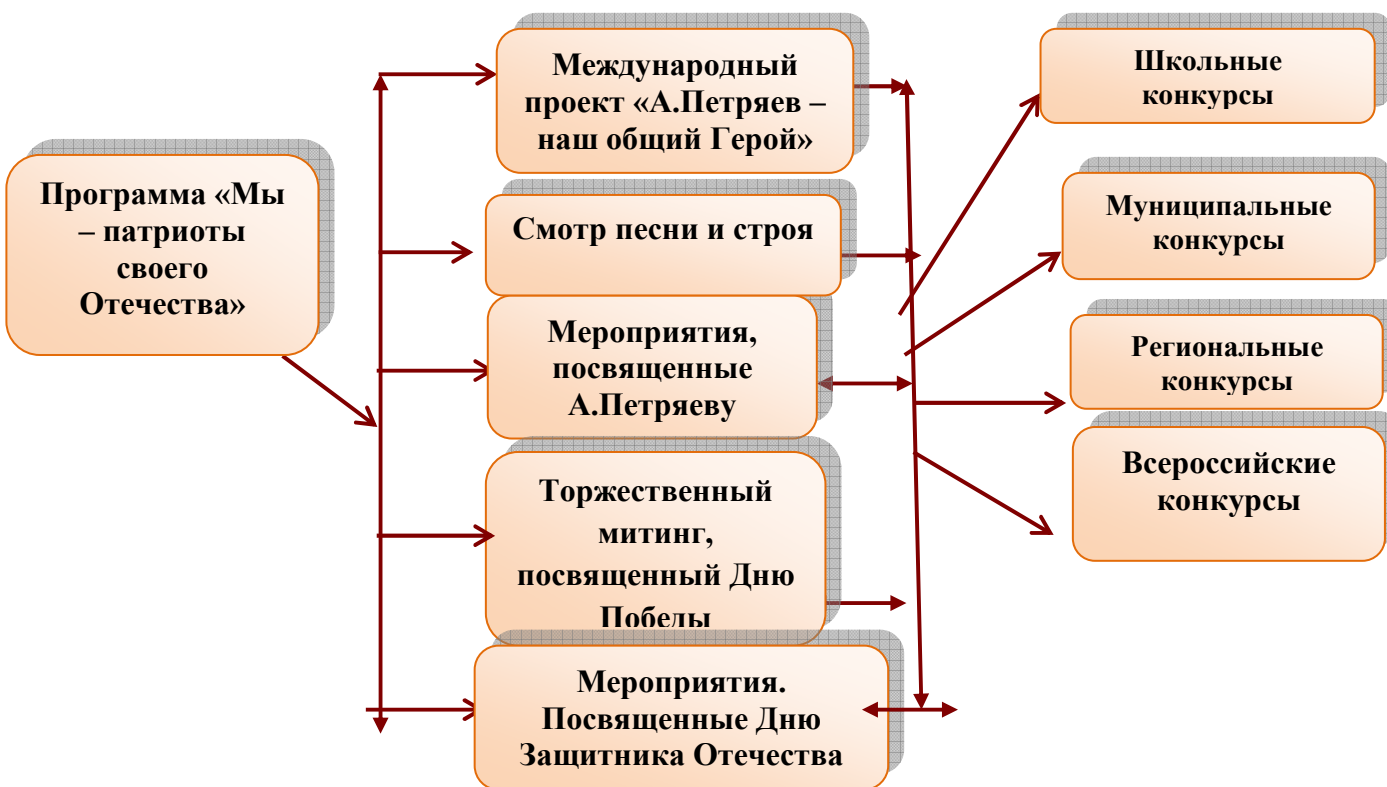 Программа «Мы
– патриоты
своего
Отечества»
Международный
проект «А.Петряев –
наш общий Герой»
Смотр песни и строя
Мероприятия,
посвященные
А.Петряеву
Торжественный
митинг,
посвященный Дню
Победы
Мероприятия.
Посвященные Дню
Защитника Отечества
Школьные
конкурсы
Муниципальные
конкурсы
Региональные
конкурсы
Всероссийские
конкурсы